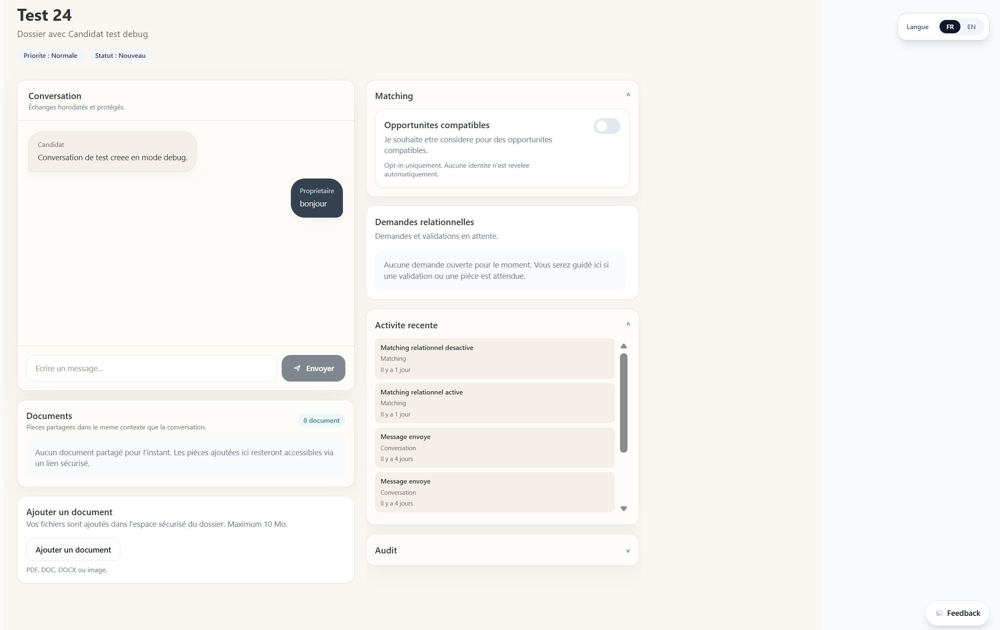 Test 24
Dossier avec Candidat test debug
Priorite : Normale
Statut : Nouveau
Langue
FR
EN
Conversation
Échanges horodatés et protégés.
Candidat
Conversation de test creee en mode debug.
Proprietaire
bonjour
Ecrire un message...
Envoyer
Documents
Pieces partagees dans le meme contexte que la conversation.
0 document
Aucun document partagé pour l'instant. Les pièces ajoutées ici resteront accessibles via
un lien sécurisé.
Ajouter un document
Vos fichiers sont ajoutés dans l'espace sécurisé du dossier. Maximum 10 Mo.
Ajouter un document
PDF, DOC, DOCX ou image.
Matching
Opportunites compatibles
Je souhaite etre considere pour des opportunites
compatibles.
Opt-in uniquement. Aucune identite n'est revelee
automatiquement.
Demandes relationnelles
Demandes et validations en attente.
Aucune demande ouverte pour le moment. Vous serez guidé ici si
une validation ou une pièce est attendue.
Activite recente
Matching relationnel desactive
Matching
Il y a 1 jour
Matching relationnel active
Matching
Il y a 1 jour
Message envoye
Conversation
Il y a 4 jours
Message envoye
Conversation
Il y a 4 jours
Audit
Feedback